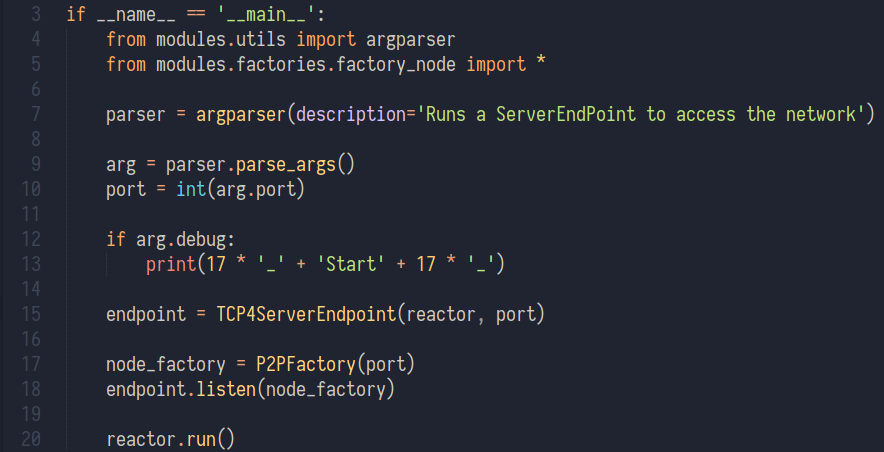 3 if __name__ == '__main__':
4     from modules.utils import argparser
5     from modules.factories.factory_node import *
6
7     parser = argparser(description='Runs a ServerEndPoint to access the network')
8
9     arg = parser.parse_args()
10     port = int(arg.port)
11
12     if arg.debug:
13         print(17 * '_' + 'Start' + 17 * '_')
14
15     endpoint = TCP4ServerEndpoint(reactor, port)
16
17     node_factory = P2PFactory(port)
18     endpoint.listen(node_factory)
19
20     reactor.run()